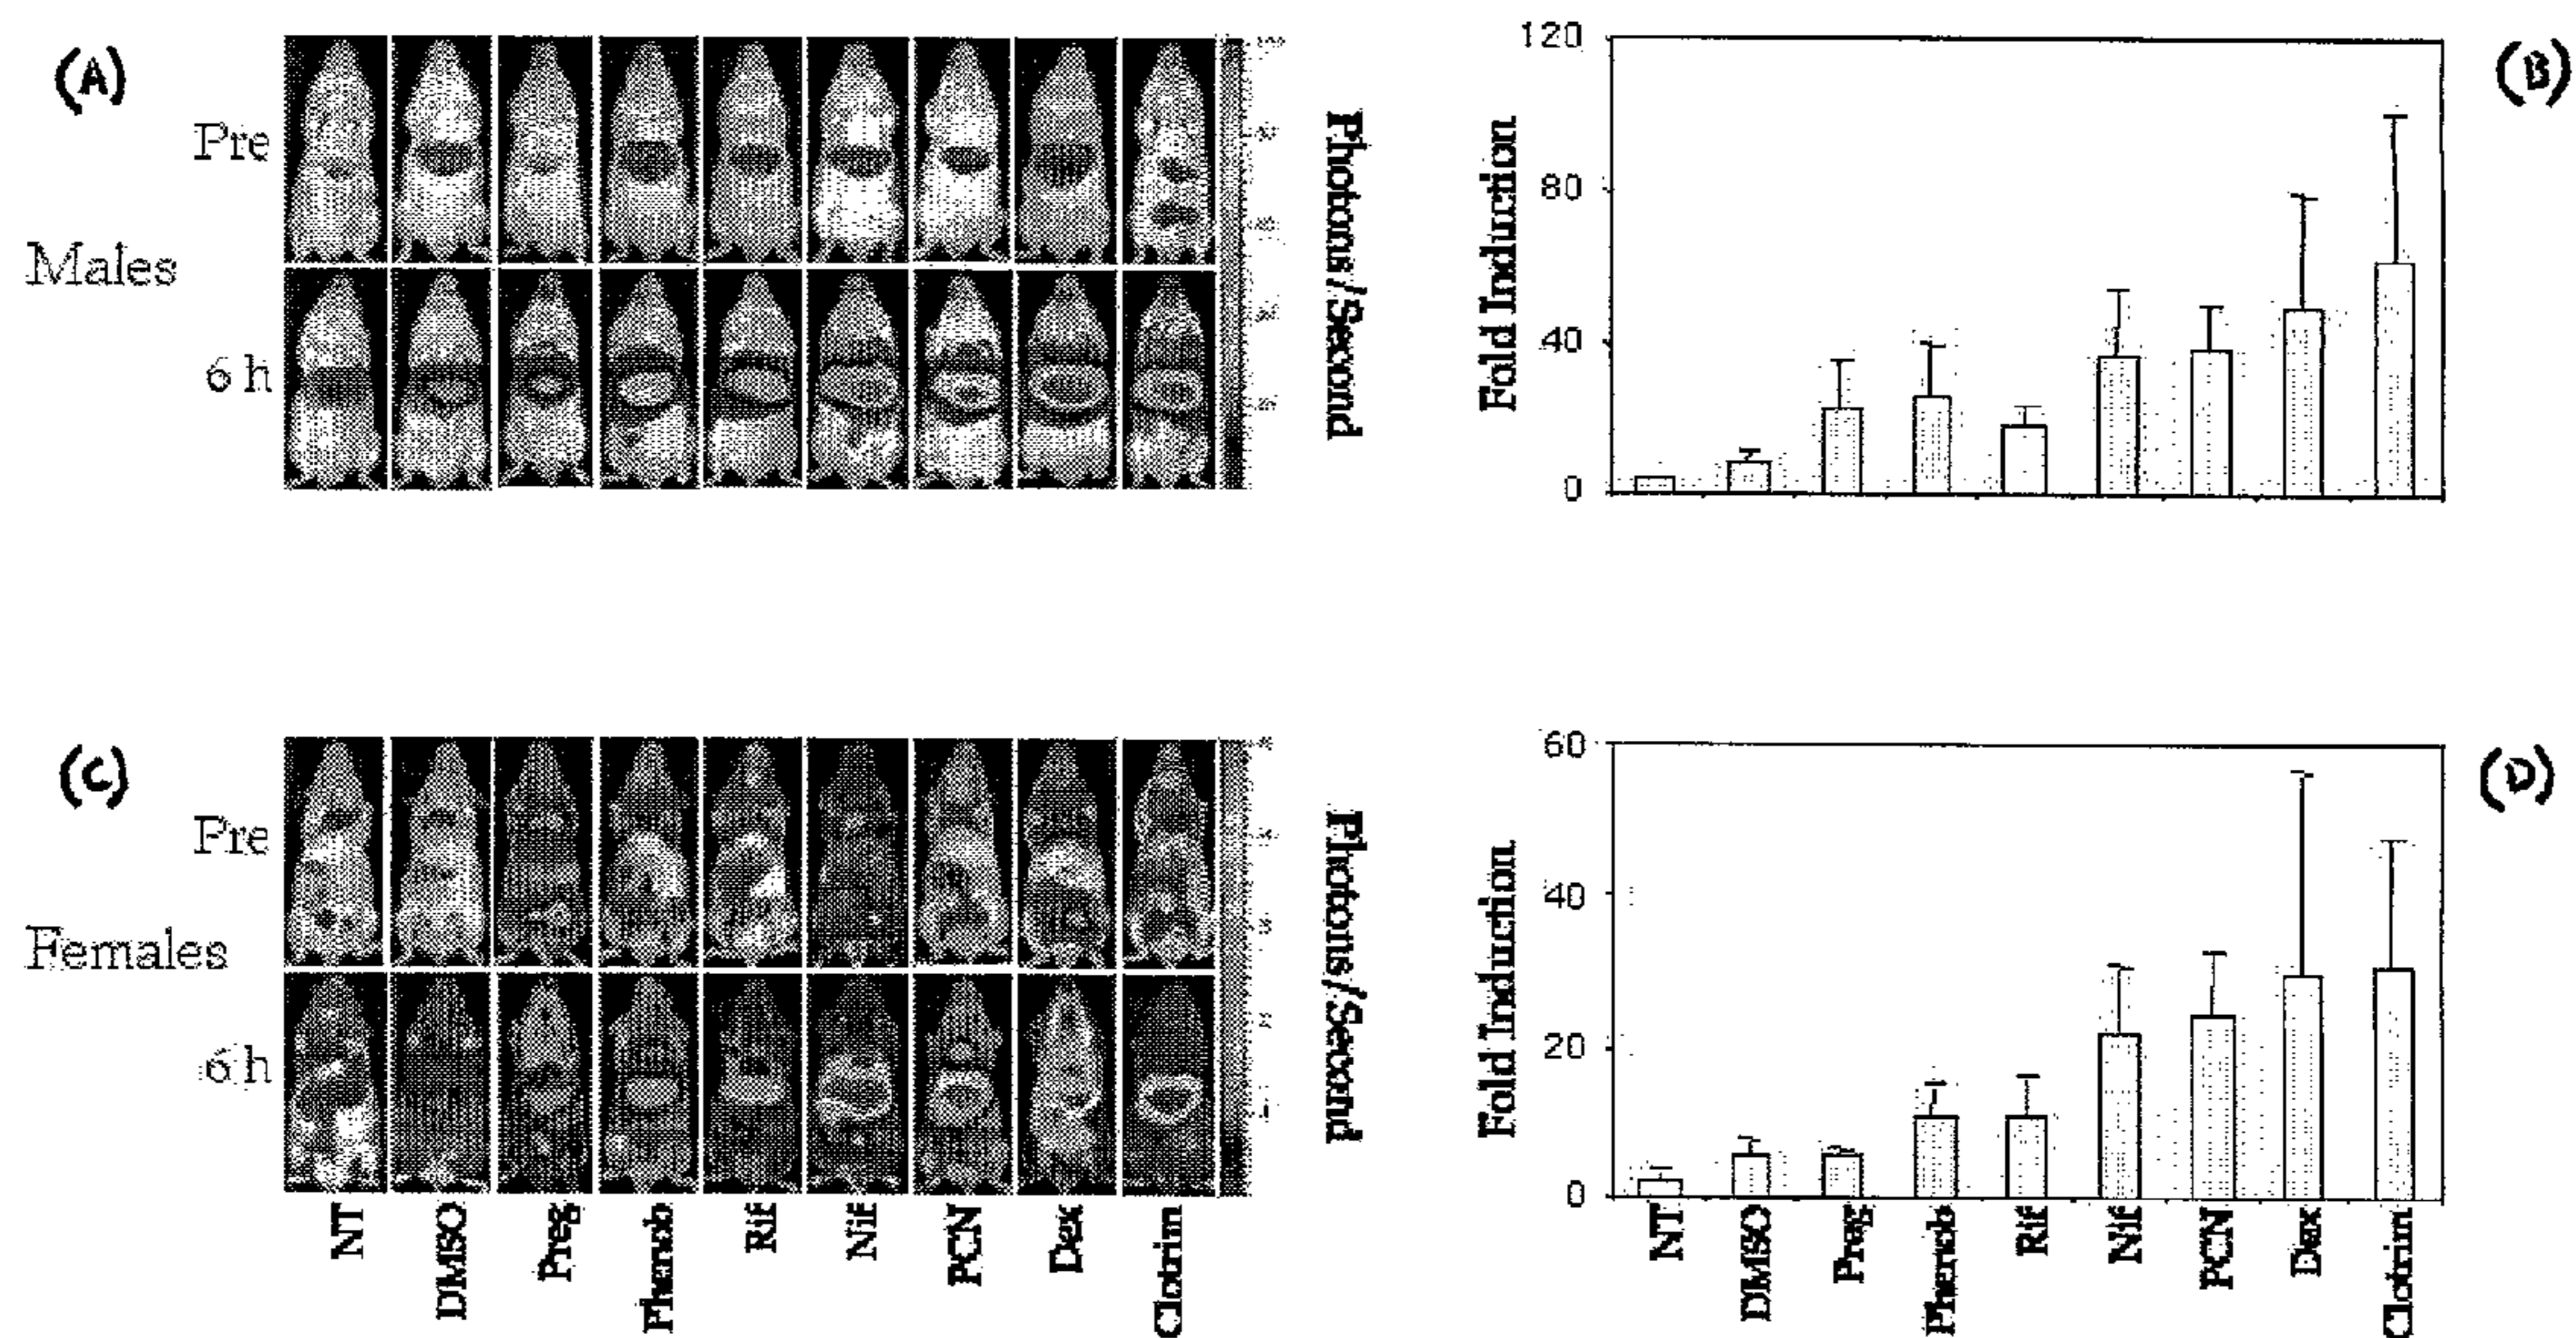 (A)
Pre
Males
6 h
Photons/Second
Fold Induction
120
80
40
0
(B)
(C)
Pre
Females
6 h
NT
DMSO
Preg
Phenob
Rif
Nif
PCN
Dex
Clotrim
Photons/Second
Fold Induction
60
40
20
0
NT
DMSO
Preg
Phenob
Rif
Nif
PCN
Dex
Clotrim
(D)